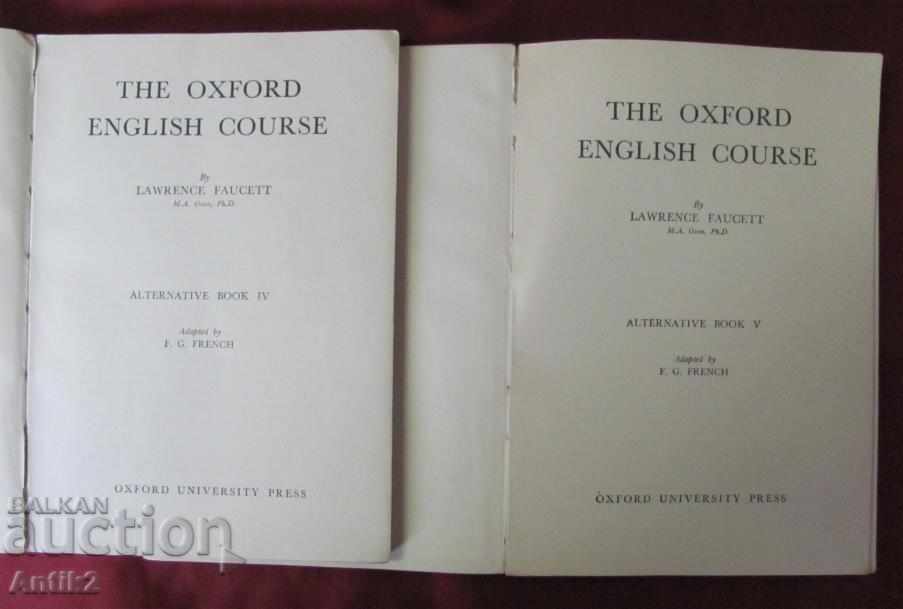 THE OXFORD
ENGLISH COURSE
By
LAWRENCE FAUCETT
M.A. Oxon, Ph.D.
ALTERNATIVE BOOK IV
Adapted by
F. G. FRENCH
OXFORD UNIVERSITY PRESS
THE OXFORD
ENGLISH COURSE
By
LAWRENCE FAUCETT
M.A. Oxon, Ph.D.
ALTERNATIVE BOOK V
Adapted by
F. G. FRENCH
OXFORD UNIVERSITY PRESS
BALKAN
auction
Antik2